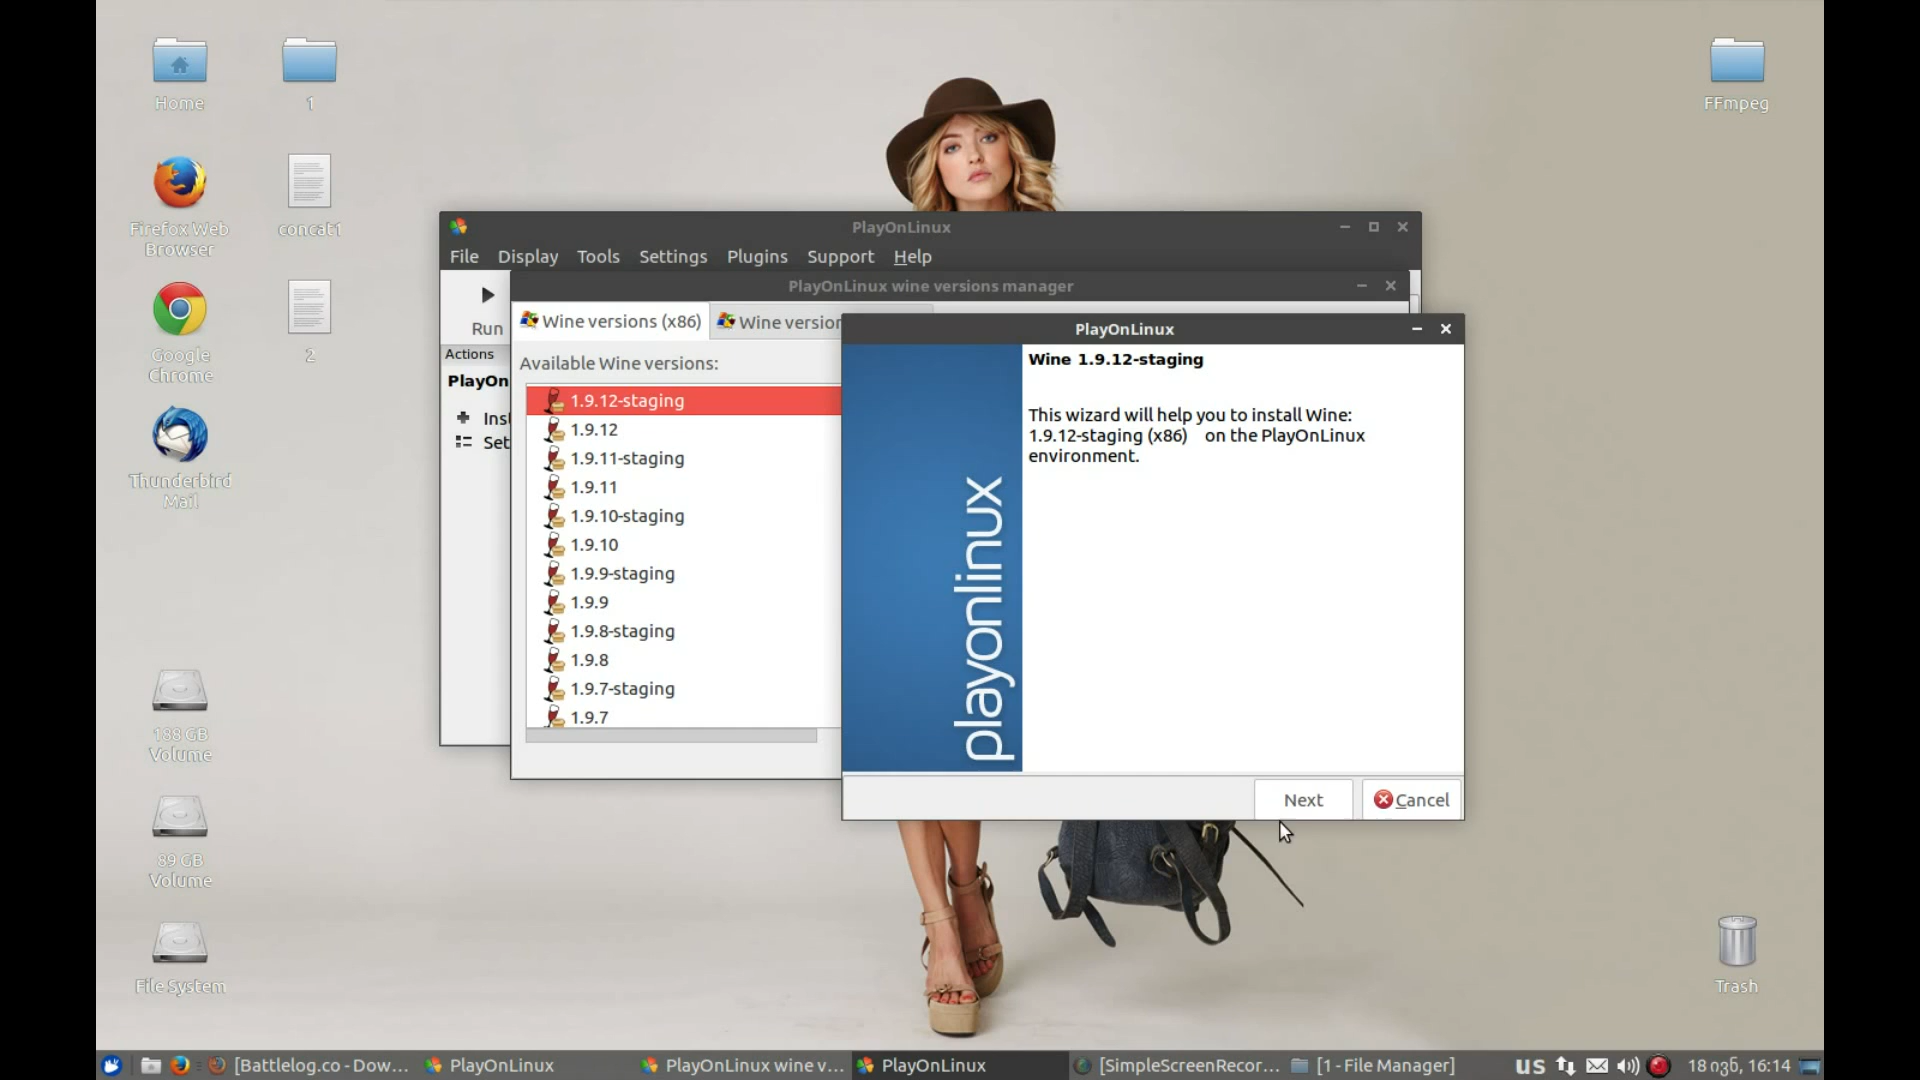 Home
1
FFmpeg
Firefox Web
Browser
concat1
Google
Chrome
2
Thunderbird
Mail
188 GB
Volume
89 GB
Volume
File System
Trash
PlayOnLinux
File Display Tools Settings Plugins Support Help
Run
Actions
PlayOn
Inst
Set
PlayOnLinux wine versions manager
Wine versions (x86)
Wine version
Available Wine versions:
1.9.12-staging
1.9.12
1.9.11-staging
1.9.11
1.9.10-staging
1.9.10
1.9.9-staging
1.9.9
1.9.8-staging
1.9.8
1.9.7-staging
1.9.7
PlayOnLinux
playonlinux
Wine 1.9.12-staging
This wizard will help you to install Wine:
1.9.12-staging (x86) on the PlayOnLinux
environment.
Next
Cancel
[Battlelog.co - Dow... PlayOnLinux PlayOnLinux wine v... PlayOnLinux [SimpleScreenRecor... [1 - File Manager] us 18 ივნ, 16:14